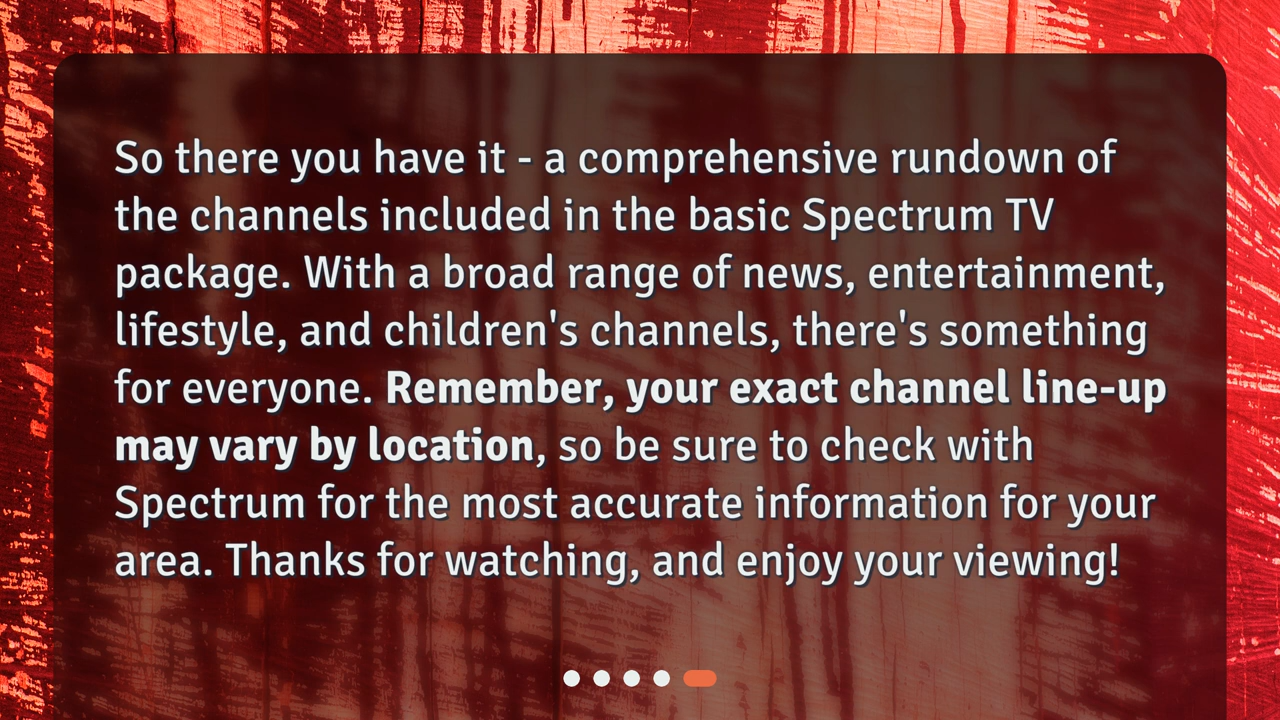 So there you have it - a comprehensive rundown of
the channels included in the basic Spectrum TV
package. With a broad range of news, entertainment,
lifestyle, and children's channels, there's something
for everyone. Remember, your exact channel line-up
may vary by location, so be sure to check with
Spectrum for the most accurate information for your
area. Thanks for watching, and enjoy your viewing!